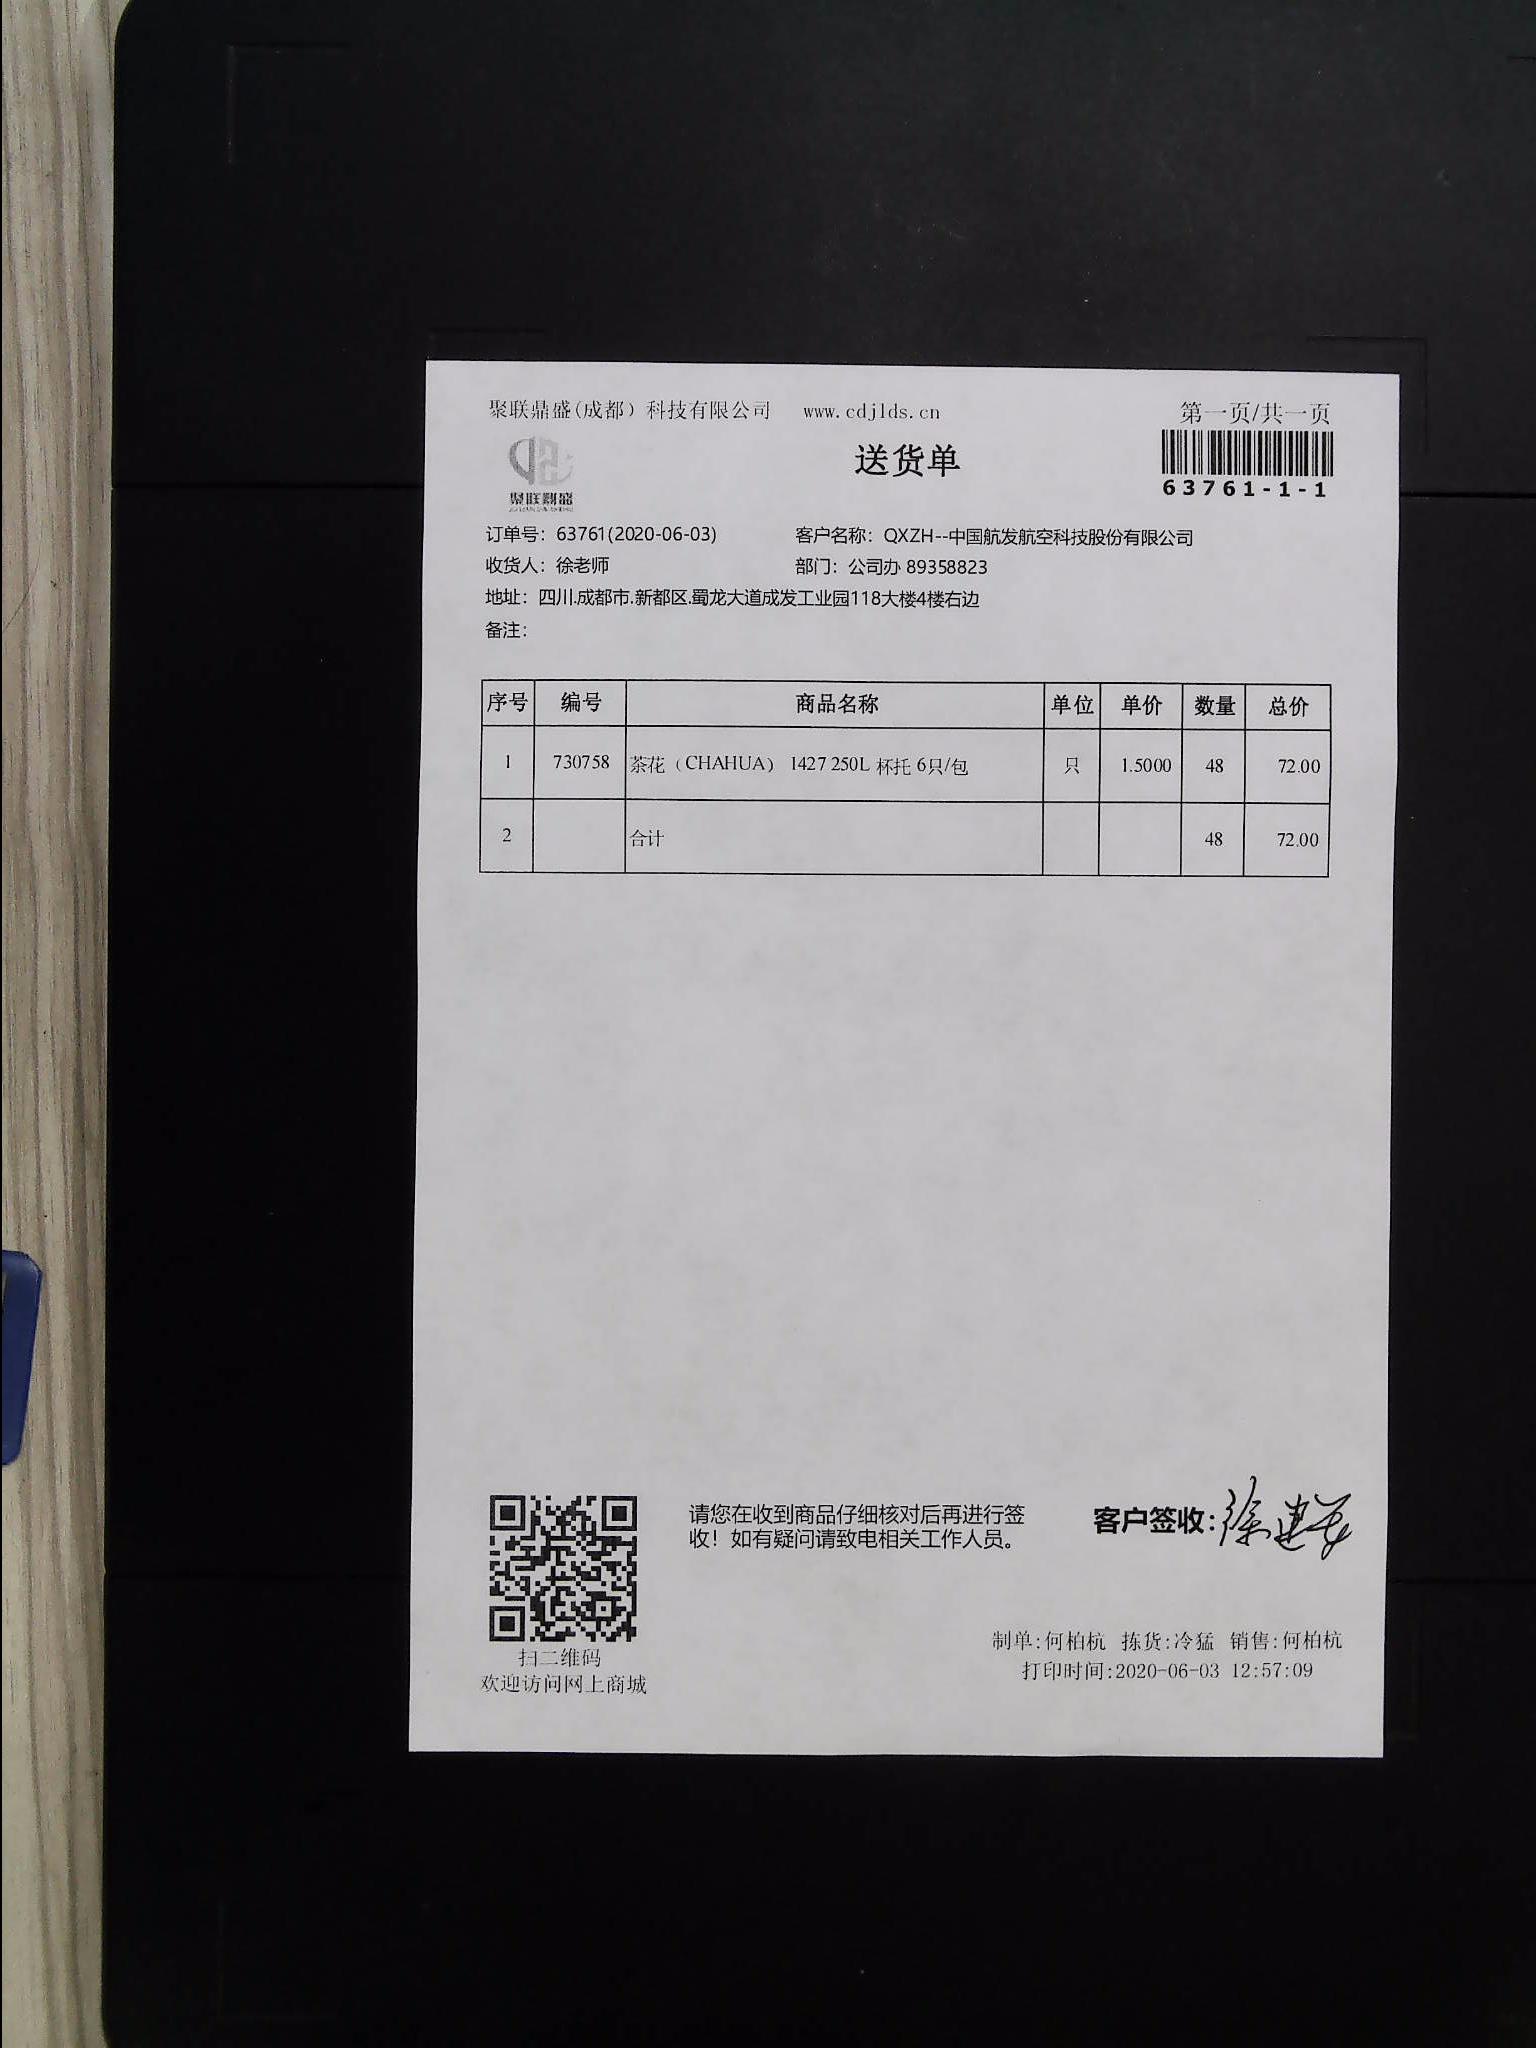 聚联鼎盛(成都）科技有限公司 www.cdjlds.cn 第一页/共一页
聚联鼎盛
送货单
63761-1-1
订单号：63761(2020-06-03) 客户名称：QXZH--中国航发航空科技股份有限公司
收货人：徐老师 部门：公司办 89358823
地址：四川.成都市.新都区.蜀龙大道成发工业园118大楼4楼右边
备注：
序号 编号 商品名称 单位 单价 数量 总价
1 730758 茶花（CHAHUA） 1427 250L 杯托 6只/包 只 1.5000 48 72.00
2 合计 48 72.00
请您在收到商品仔细核对后再进行签
收！如有疑问请致电相关工作人员。
客户签收：徐建
扫二维码
欢迎访问网上商城
制单:何柏杭 拣货:冷猛 销售:何柏杭
打印时间:2020-06-03 12:57:09